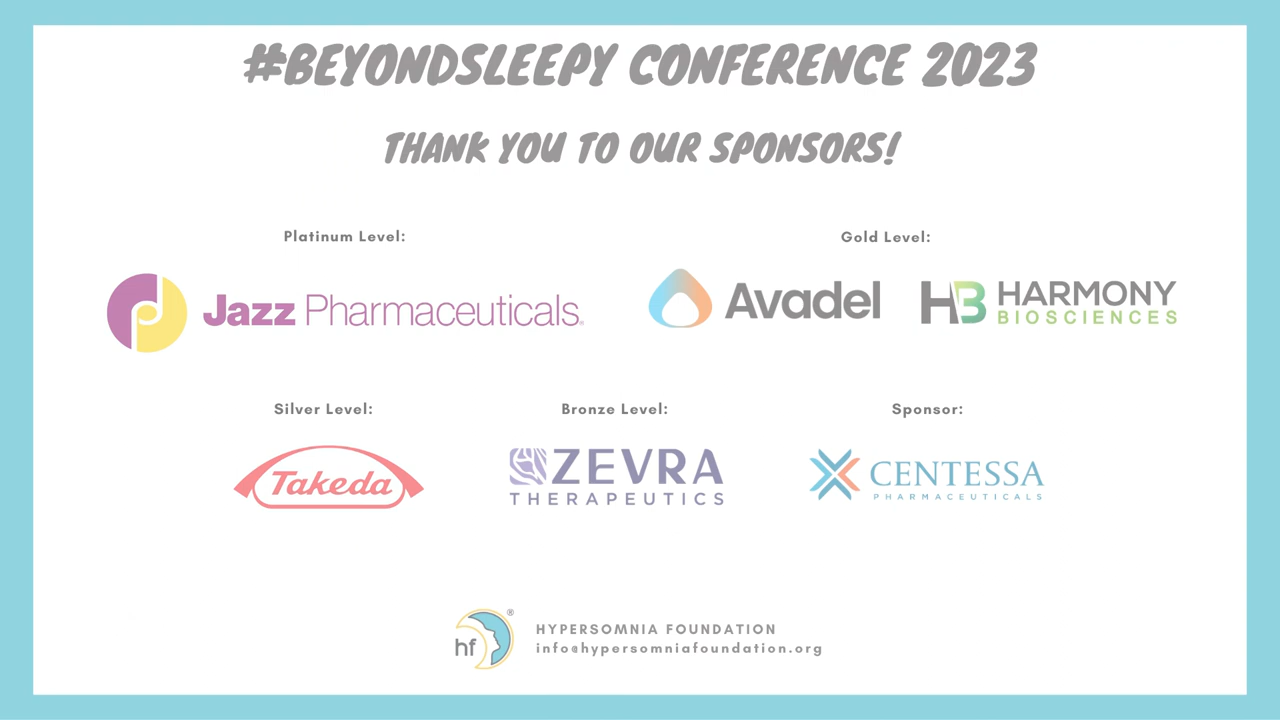 #BEYONDSLEEPY CONFERENCE 2023
THANK YOU TO OUR SPONSORS!
Platinum Level:
Gold Level:
Jazz Pharmaceuticals®
Avadel
HB HARMONY
BIOSCIENCES
Silver Level:
Bronze Level:
Sponsor:
Takeda
ZEVRA
THERAPEUTICS
CENTESSA
PHARMACEUTICALS
hf®
HYPERSOMNIA FOUNDATION
info@hypersomniafoundation.org